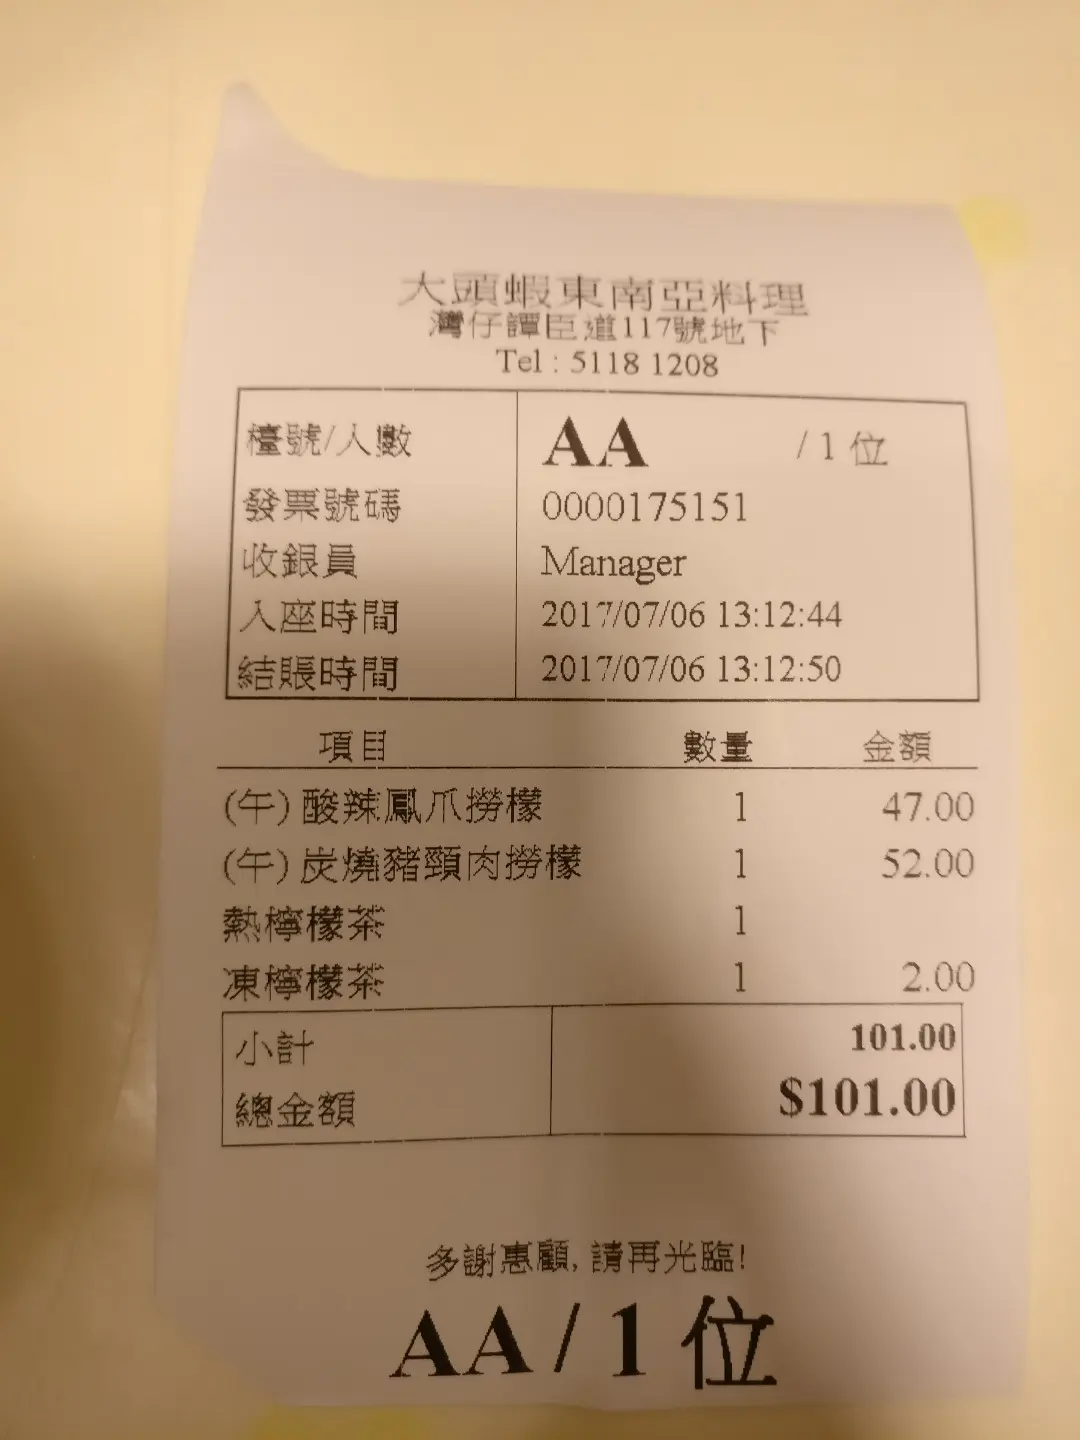 大頭蝦東南亞料理
灣仔譚臣道117號地下
Tel : 5118 1208
檯號/人數 AA / 1 位
發票號碼 0000175151
收銀員 Manager
入座時間 2017/07/06 13:12:44
結賬時間 2017/07/06 13:12:50
項目 數量 金額
(午) 酸辣鳳爪撈檬 1 47.00
(午) 炭燒豬頸肉撈檬 1 52.00
熱檸檬茶 1
凍檸檬茶 1 2.00
小計 101.00
總金額 $101.00
多謝惠顧, 請再光臨!
AA / 1 位